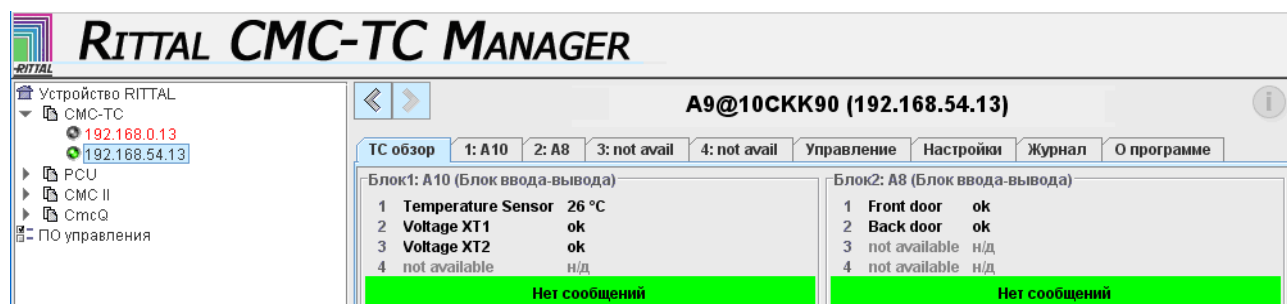 RITTAL CMC-TC MANAGER
RITTAL
Устройство RITTAL
CMC-TC
192.168.0.13
192.168.54.13
PCU
CMC II
CmcQ
ПО управления
A9@10CKK90 (192.168.54.13)
ТС обзор 1: A10 2: A8 3: not avail 4: not avail Управление Настройки Журнал О программе
Блок1: A10 (Блок ввода-вывода)
1 Temperature Sensor 26 °C
2 Voltage XT1 ok
3 Voltage XT2 ok
4 not available н/д
Нет сообщений
Блок2: A8 (Блок ввода-вывода)
1 Front door ok
2 Back door ok
3 not available н/д
4 not available н/д
Нет сообщений